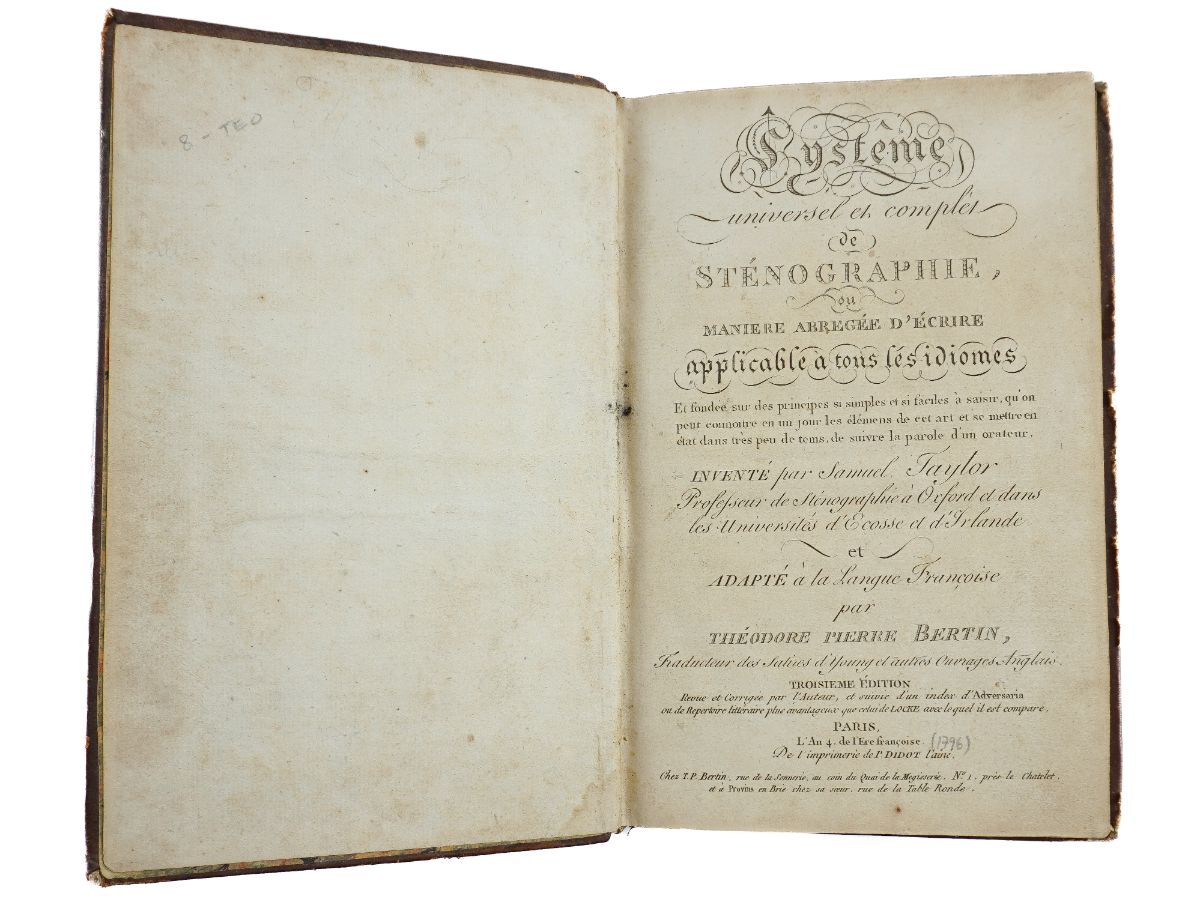 8 - TEO
Systême
universel et complet
de
STÉNOGRAPHIE,
ou
MANIERE ABREGÉE D'ÉCRIRE
applicable a tous lés idiomes
Et fondée sur des principes si simples et si faciles à saisir, qu'on
peut connoitre en un jour les élémens de cet art et se mettre en
état dans tres peu de tems, de suivre la parole d'un orateur.
INVENTÉ par Samuel Taylor
Professeur de Sténographie à Oxford et dans
les Universités d'Ecosse et d'Irlande
et
ADAPTÉ à la Langue Françoise
par
THÉODORE PIERRE BERTIN,
Traducteur des Satires d'Young et autres Ouvrages Anglais.
TROISIEME ÉDITION
Revue et Corrigée par l'Auteur, et suivie d'un index d'Adversaria
ou de Repertoire littéraire plus avantageux que celui de LOCKE avec lequel il est comparé.
PARIS,
L'An 4. de l'Ere françoise. (1796)
De l'imprimerie de P. DIDOT l'ainé.
Chez T.P. Bertin, rue de la Sonnerie, au coin du Quai de la Mégisserie. N.º 1. près le Chatelet.
et a Provins en Brie chez sa sœur, rue de la Table Ronde.